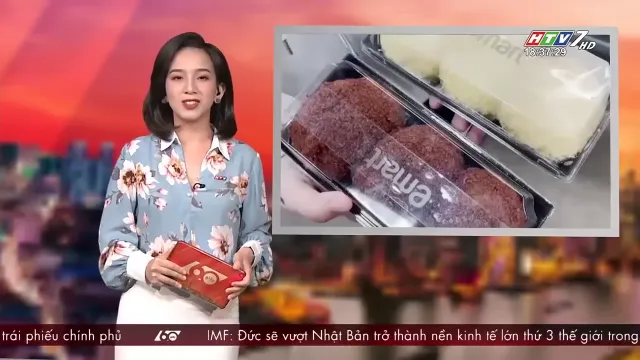 HTV7 HD
18:37:29
emart
emart
trái phiếu chính phủ
60
IMF: Đức sẽ vượt Nhật Bản trở thành nền kinh tế lớn thứ 3 thế giới trong